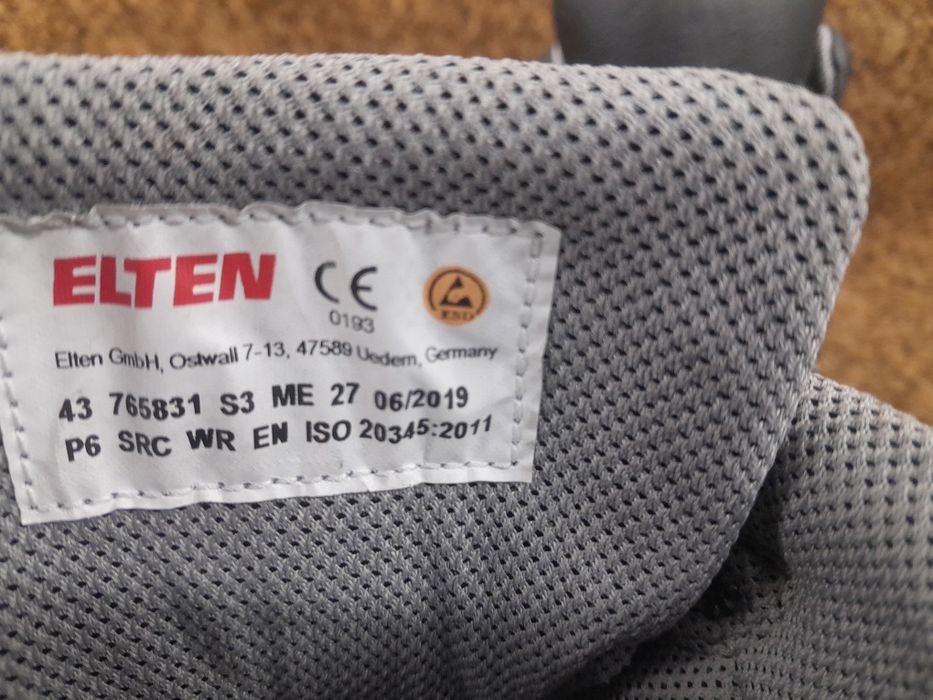 ELTEN CE
0193
ESD
Elten GmbH, Ostwall 7-13, 47589 Uedem, Germany
43 765831 S3 ME 27 06/2019
P6 SRC WR EN ISO 20345:2011